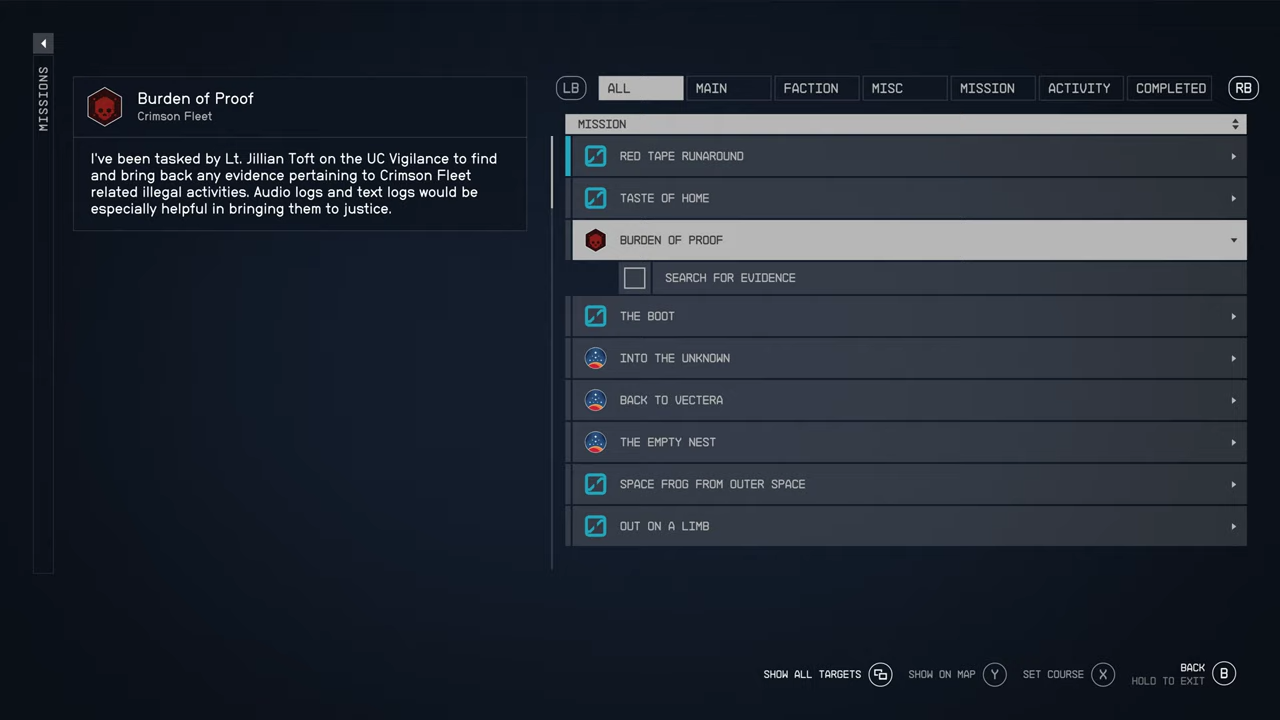 MISSIONS
Burden of Proof
Crimson Fleet
I've been tasked by Lt. Jillian Toft on the UC Vigilance to find
and bring back any evidence pertaining to Crimson Fleet
related illegal activities. Audio logs and text logs would be
especially helpful in bringing them to justice.
LB ALL MAIN FACTION MISC MISSION ACTIVITY COMPLETED RB
MISSION
RED TAPE RUNAROUND
TASTE OF HOME
BURDEN OF PROOF
SEARCH FOR EVIDENCE
THE BOOT
INTO THE UNKNOWN
BACK TO VECTERA
THE EMPTY NEST
SPACE FROG FROM OUTER SPACE
OUT ON A LIMB
SHOW ALL TARGETS SHOW ON MAP Y SET COURSE X BACK B
HOLD TO EXIT